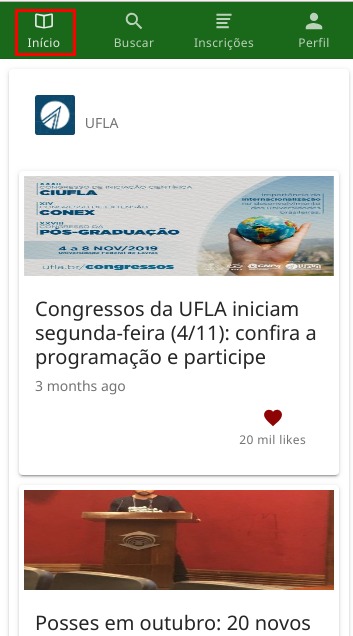 Início
Buscar
Inscrições
Perfil
UFLA
XXXII
CONGRESSO DE INICIAÇÃO CIENTÍFICA
CIUFLA
XIV
CONGRESSO DE EXTENSÃO
CONEX
XXVIII
CONGRESSO DA
PÓS-GRADUAÇÃO
4 a 8 NOV/2019
Universidade Federal de Lavras
ufla.br/congressos
Importância da
internacionalização
no desenvolvimento
das universidades
brasileiras
CNPq
UFLA
Congressos da UFLA iniciam
segunda-feira (4/11): confira a
programação e participe
3 months ago
20 mil likes
Posses em outubro: 20 novos